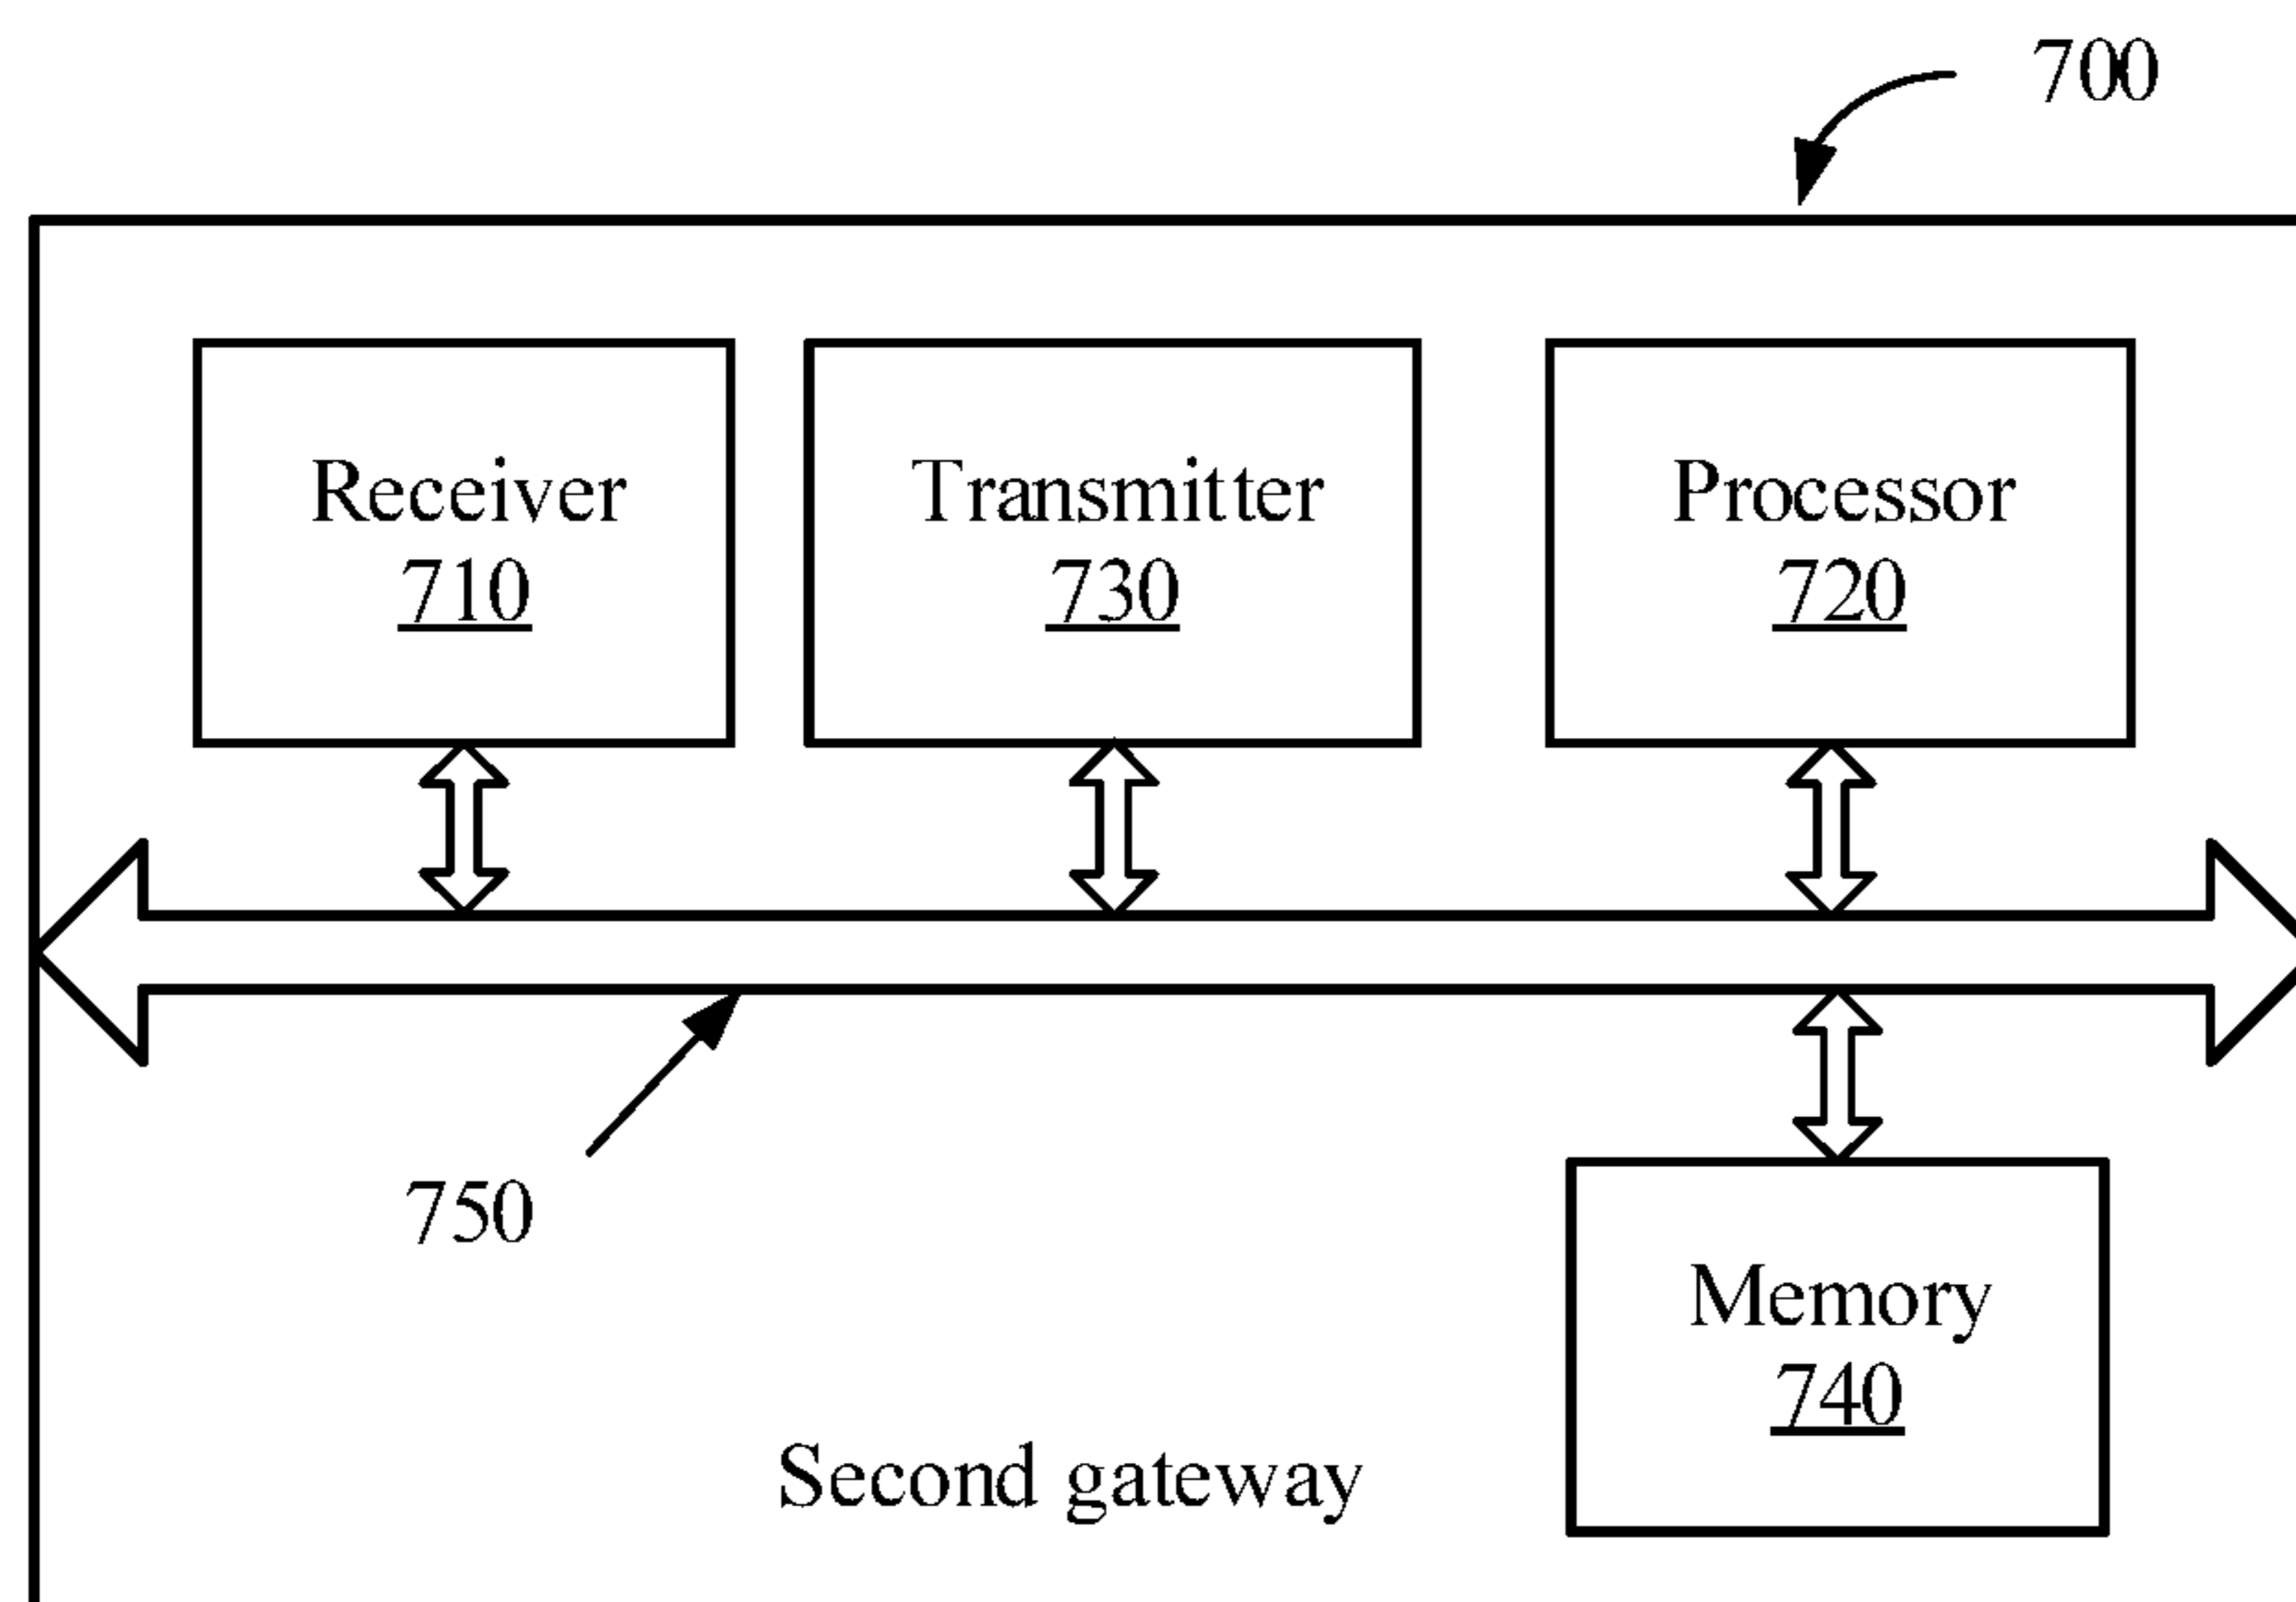 700
Receiver
710
Transmitter
730
Processor
720
750
Memory
740
Second gateway